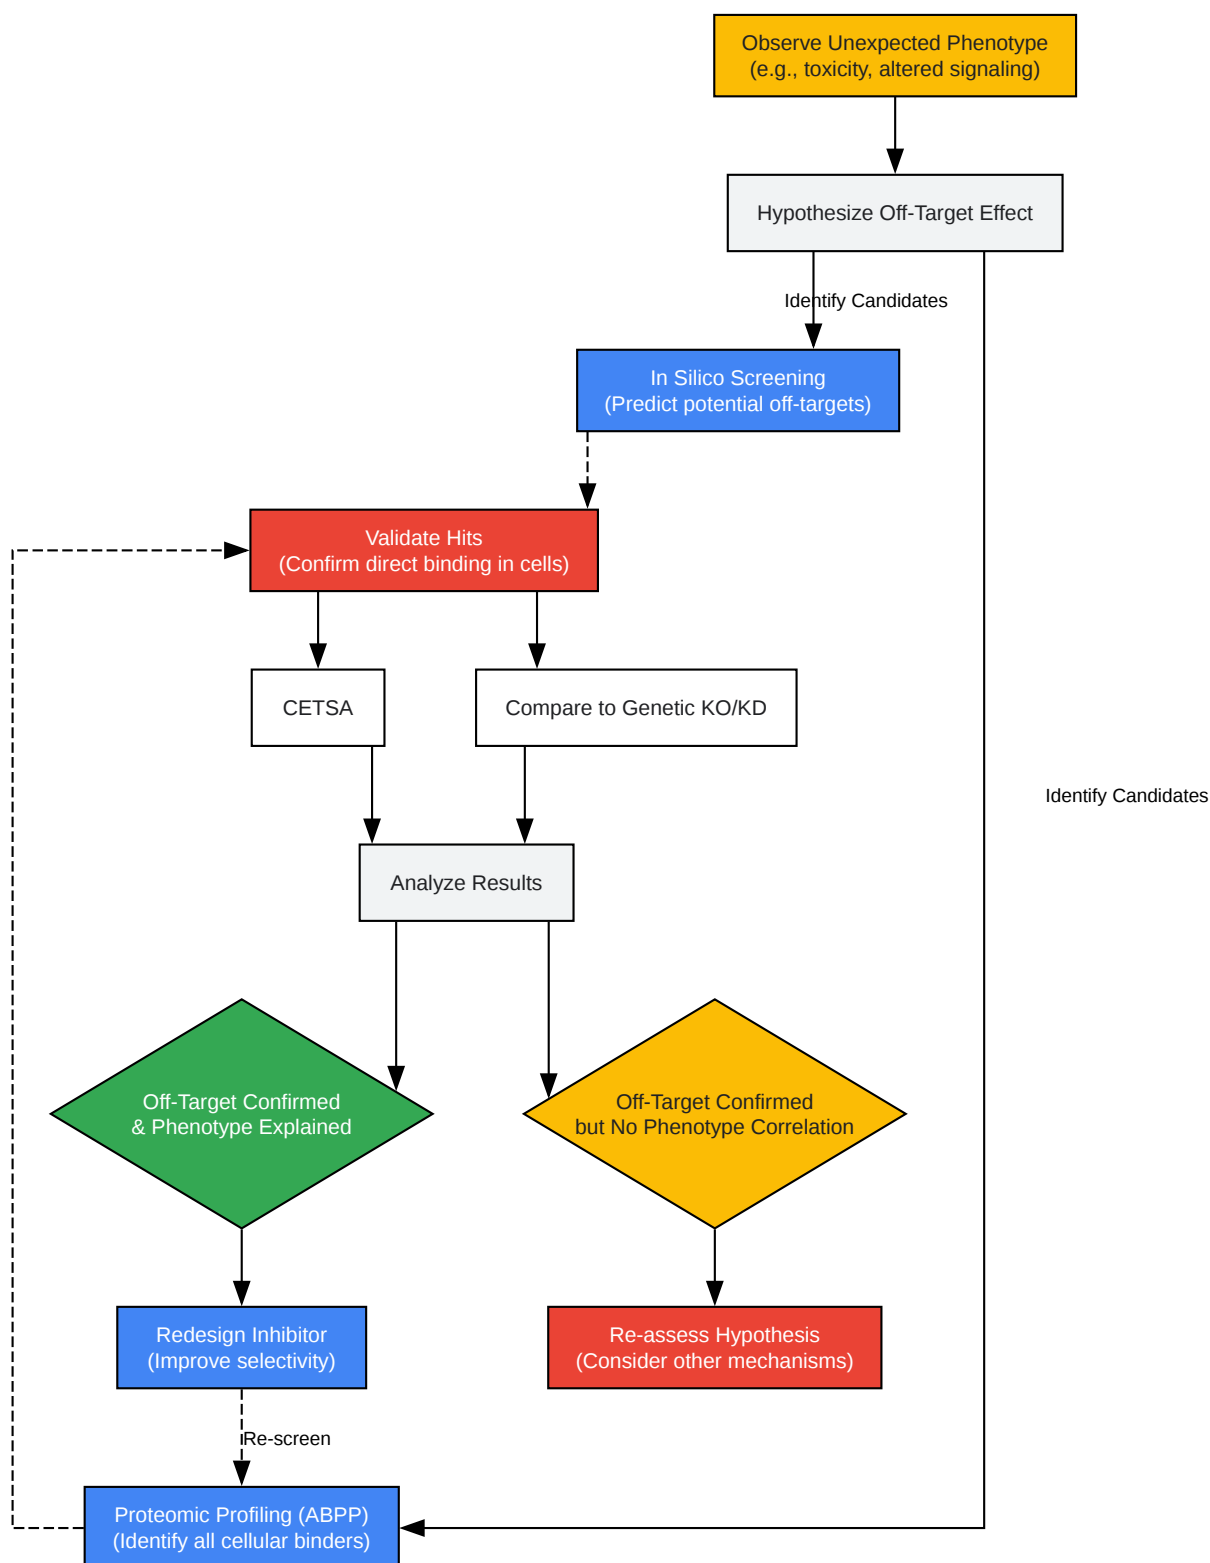 Observe Unexpected Phenotype
(e.g., toxicity, altered signaling)
Hypothesize Off-Target Effect
Identify Candidates
In Silico Screening
(Predict potential off-targets)
Validate Hits
(Confirm direct binding in cells)
CETSA
Compare to Genetic KO/KD
Identify Candidates
Analyze Results
Off-Target Confirmed
& Phenotype Explained
Off-Target Confirmed
but No Phenotype Correlation
Redesign Inhibitor
(Improve selectivity)
Re-assess Hypothesis
(Consider other mechanisms)
Re-screen
Proteomic Profiling (ABPP)
(Identify all cellular binders)